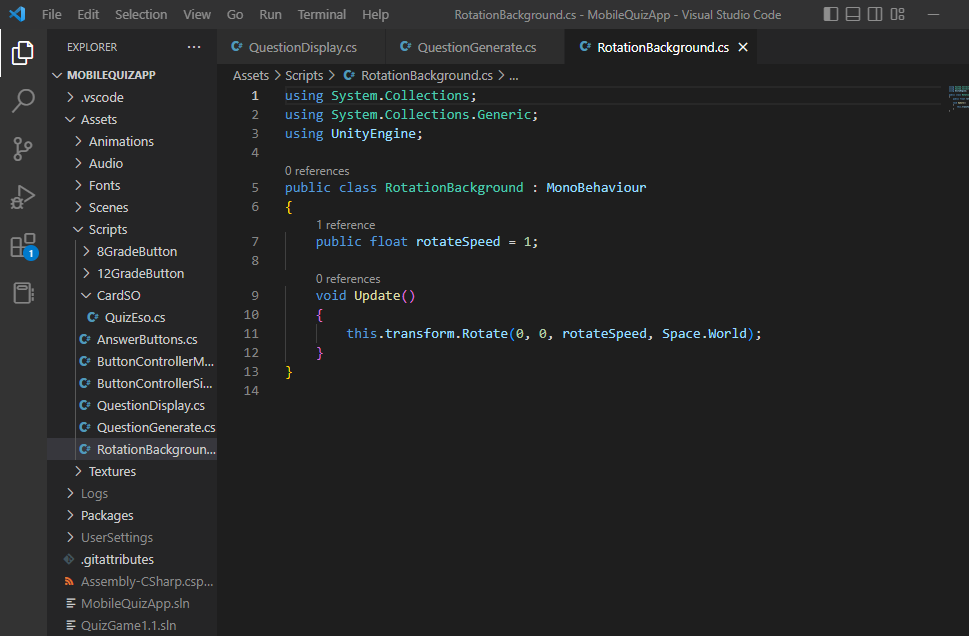 File Edit Selection View Go Run Terminal Help RotationBackground.cs - MobileQuizApp - Visual Studio Code
EXPLORER ...
MOBILEQUIZAPP
.vscode
Assets
Animations
Audio
Fonts
Scenes
Scripts
8GradeButton
12GradeButton
CardSO
C# QuizEso.cs
C# AnswerButtons.cs
C# ButtonControllerM...
C# ButtonControllerSi...
C# QuestionDisplay.cs
C# QuestionGenerate.cs
C# RotationBackgroun...
Textures
Logs
Packages
UserSettings
.gitattributes
Assembly-CSharp.csp...
MobileQuizApp.sln
QuizGame1.1.sln
1
C# QuestionDisplay.cs C# QuestionGenerate.cs C# RotationBackground.cs
Assets > Scripts > C# RotationBackground.cs > ...
1 using System.Collections;
2 using System.Collections.Generic;
3 using UnityEngine;
4
0 references
5 public class RotationBackground : MonoBehaviour
6 {
1 reference
7 public float rotateSpeed = 1;
8
0 references
9 void Update()
10 {
11 this.transform.Rotate(0, 0, rotateSpeed, Space.World);
12 }
13 }
14